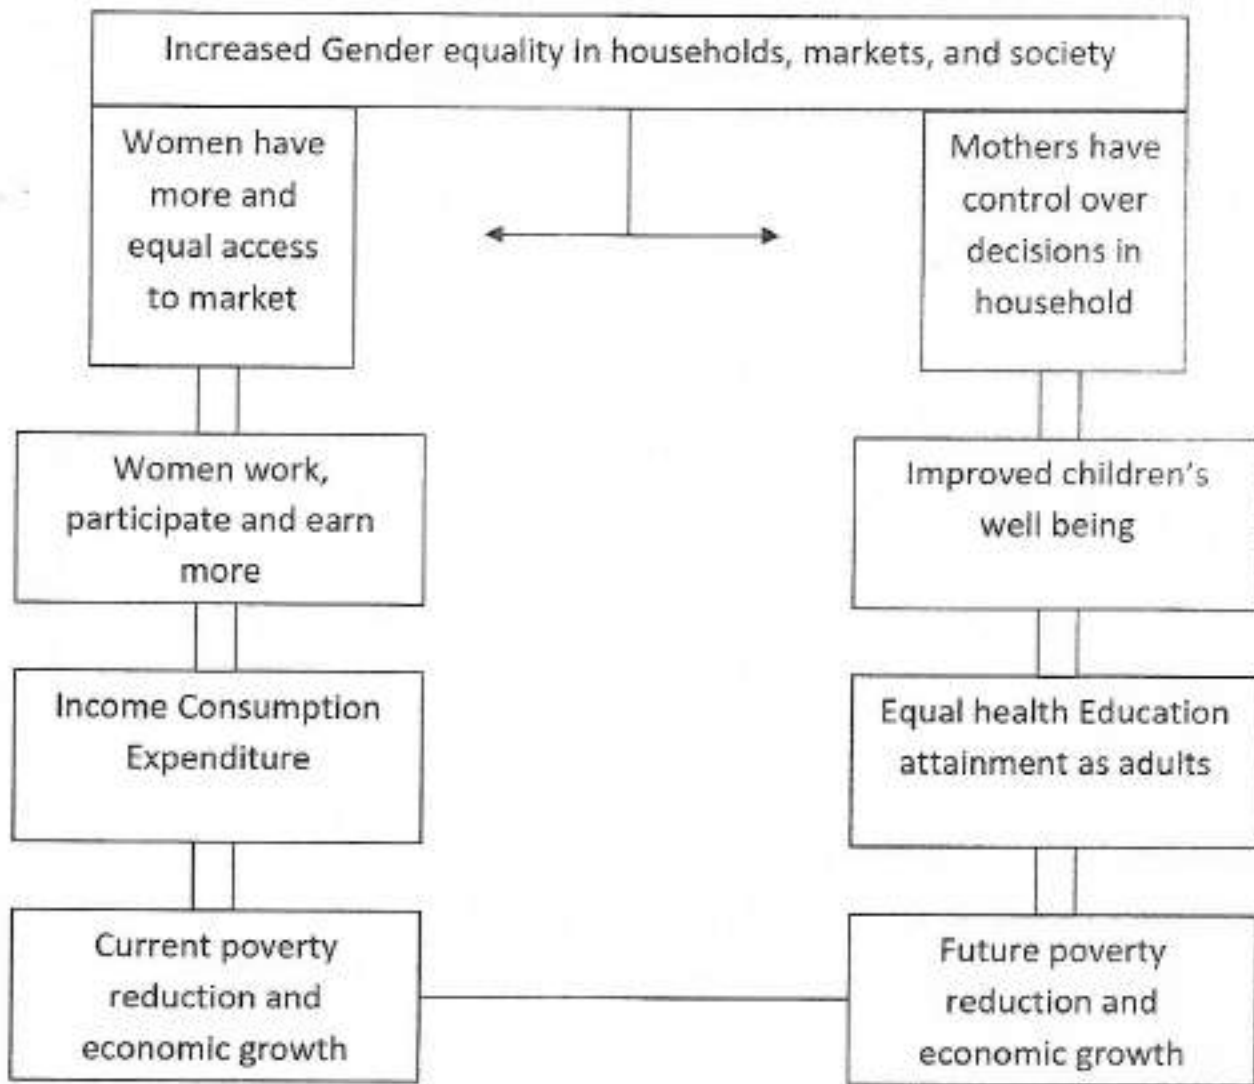 Increased Gender equality in households, markets, and society
Women have
more and
equal access
to market
Mothers have
control over
decisions in
household
Women work,
participate and earn
more
Improved children's
well being
Income Consumption
Expenditure
Equal health Education
attainment as adults
Current poverty
reduction and
economic growth
Future poverty
reduction and
economic growth